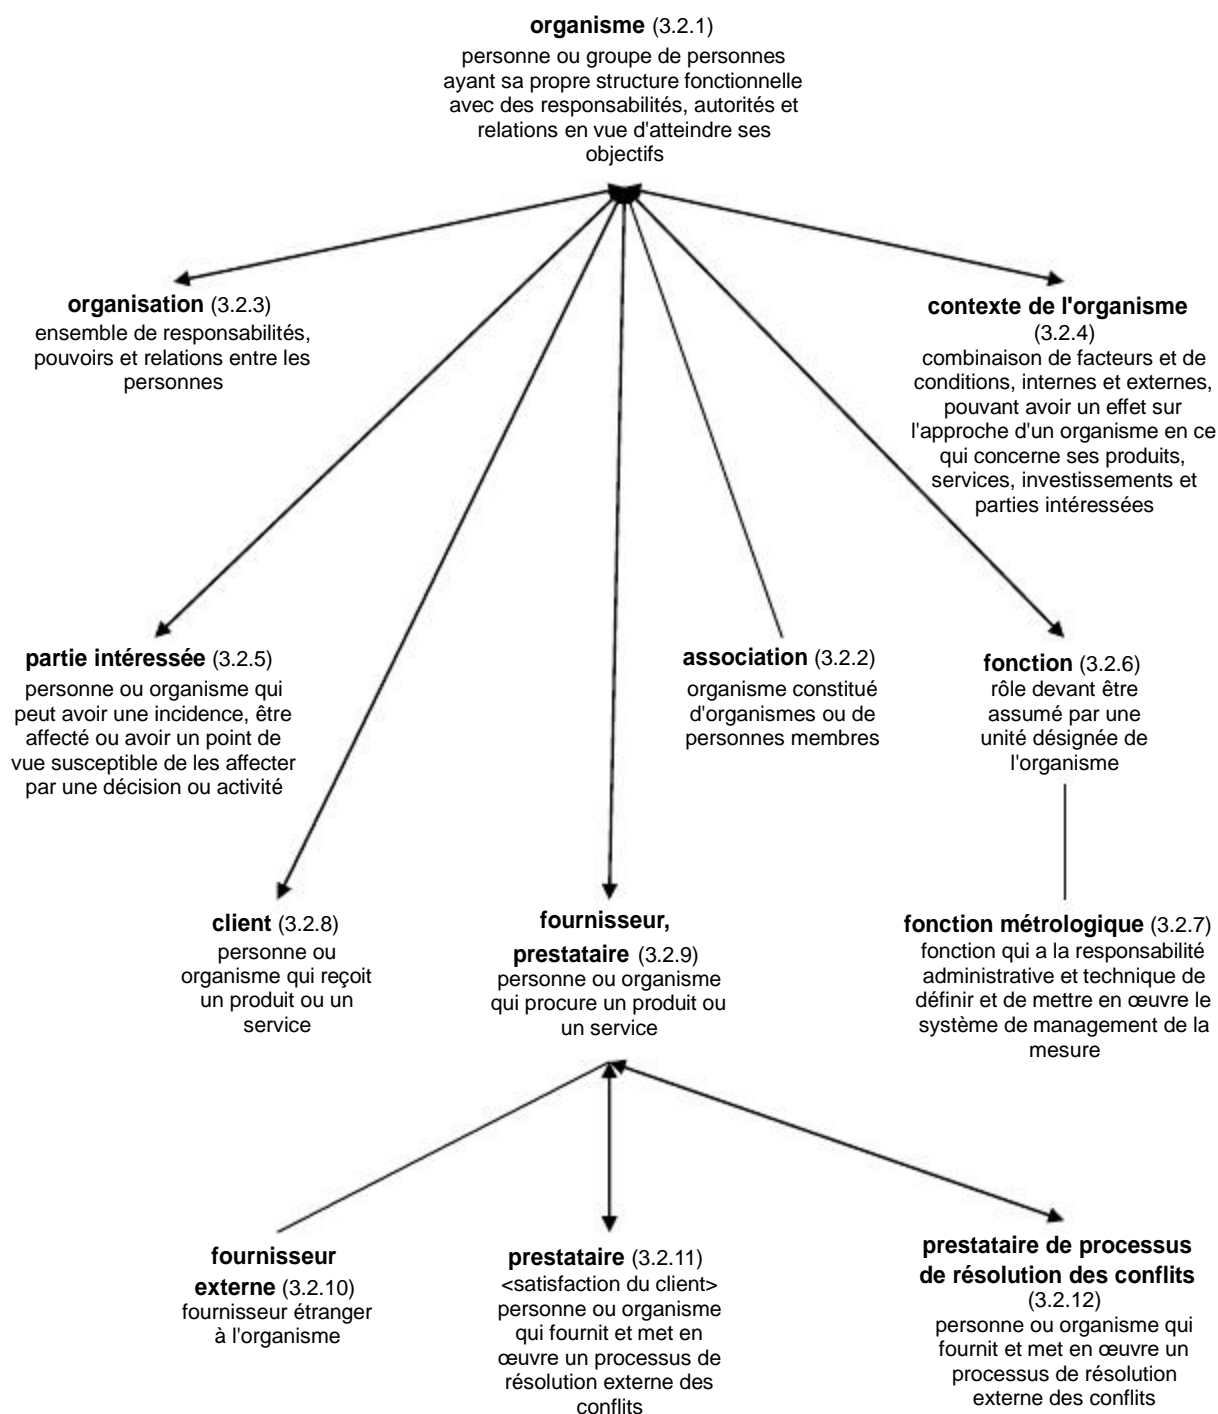 organisme (3.2.1)
personne ou groupe de personnes
ayant sa propre structure fonctionnelle
avec des responsabilités, autorités et
relations en vue d'atteindre ses
objectifs
organisation (3.2.3)
ensemble de responsabilités,
pouvoirs et relations entre les
personnes
contexte de l'organisme
(3.2.4)
combinaison de facteurs et de
conditions, internes et externes,
pouvant avoir un effet sur
l'approche d'un organisme en ce
qui concerne ses produits,
services, investissements et
parties intéressées
partie intéressée (3.2.5)
personne ou organisme qui
peut avoir une incidence, être
affecté ou avoir un point de
vue susceptible de les affecter
par une décision ou activité
association (3.2.2)
organisme constitué
d'organismes ou de
personnes membres
fonction (3.2.6)
rôle devant être
assumé par une
unité désignée de
l'organisme
client (3.2.8)
personne ou
organisme qui reçoit
un produit ou un
service
fournisseur,
prestataire (3.2.9)
personne ou organisme
qui procure un produit ou
un service
fonction métrologique (3.2.7)
fonction qui a la responsabilité
administrative et technique de
définir et de mettre en œuvre le
système de management de la
mesure
fournisseur
externe (3.2.10)
fournisseur étranger
à l'organisme
prestataire (3.2.11)
<satisfaction du client>
personne ou organisme
qui fournit et met en
œuvre un processus de
résolution externe des
conflits
prestataire de processus
de résolution des conflits
(3.2.12)
personne ou organisme qui
fournit et met en œuvre un
processus de résolution
externe des conflits